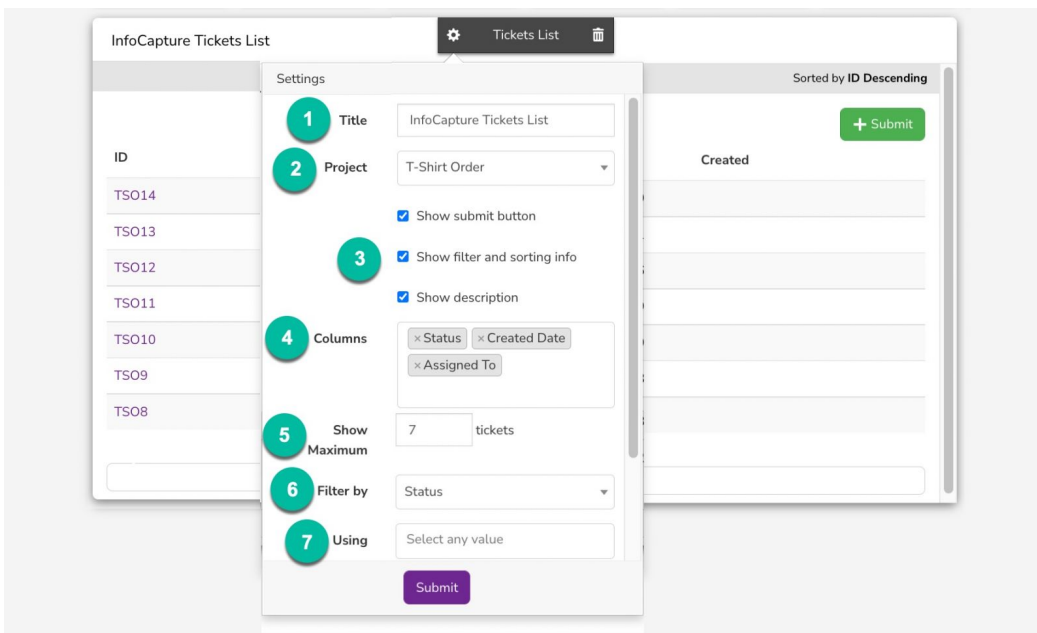 InfoCapture Tickets List
Tickets List
Settings
Sorted by ID Descending
1 Title InfoCapture Tickets List
+ Submit
ID
Created
2 Project T-Shirt Order
TSO14
Show submit button
TSO13
3 Show filter and sorting info
TSO12
Show description
TSO11
4 Columns × Status × Created Date
TSO10
× Assigned To
TSO9
TSO8
5 Show Maximum 7 tickets
6 Filter by Status
7 Using Select any value
Submit